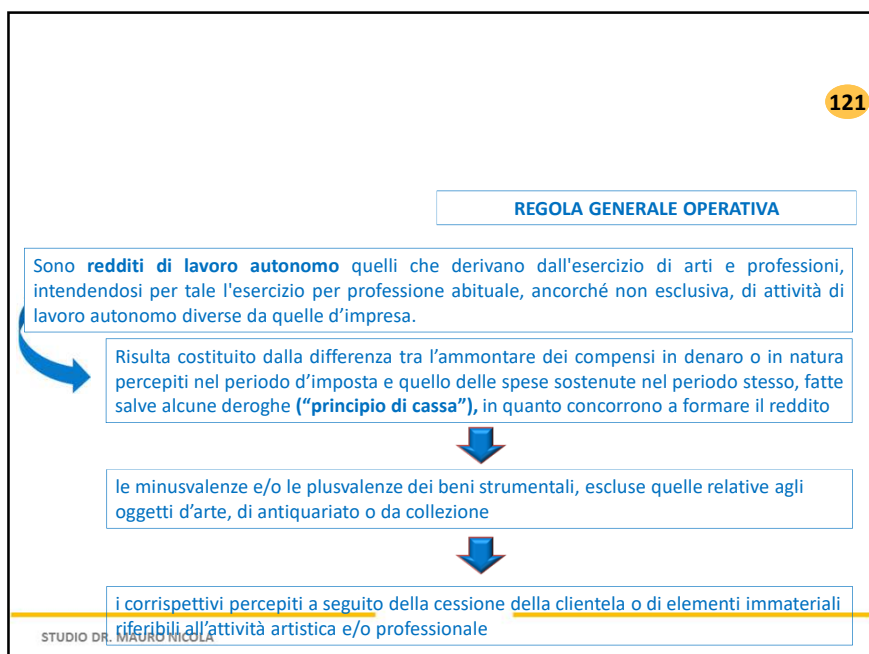 121
REGOLA GENERALE OPERATIVA
Sono redditi di lavoro autonomo quelli che derivano dall'esercizio di arti e professioni,
intendendosi per tale l'esercizio per professione abituale, ancorché non esclusiva, di attività di
lavoro autonomo diverse da quelle d’impresa.
Risulta costituito dalla differenza tra l’ammontare dei compensi in denaro o in natura
percepiti nel periodo d’imposta e quello delle spese sostenute nel periodo stesso, fatte
salve alcune deroghe (“principio di cassa”), in quanto concorrono a formare il reddito
le minusvalenze e/o le plusvalenze dei beni strumentali, escluse quelle relative agli
oggetti d’arte, di antiquariato o da collezione
i corrispettivi percepiti a seguito della cessione della clientela o di elementi immateriali
riferibili all’attività artistica e/o professionale
STUDIO DR. MAURO NICOLA